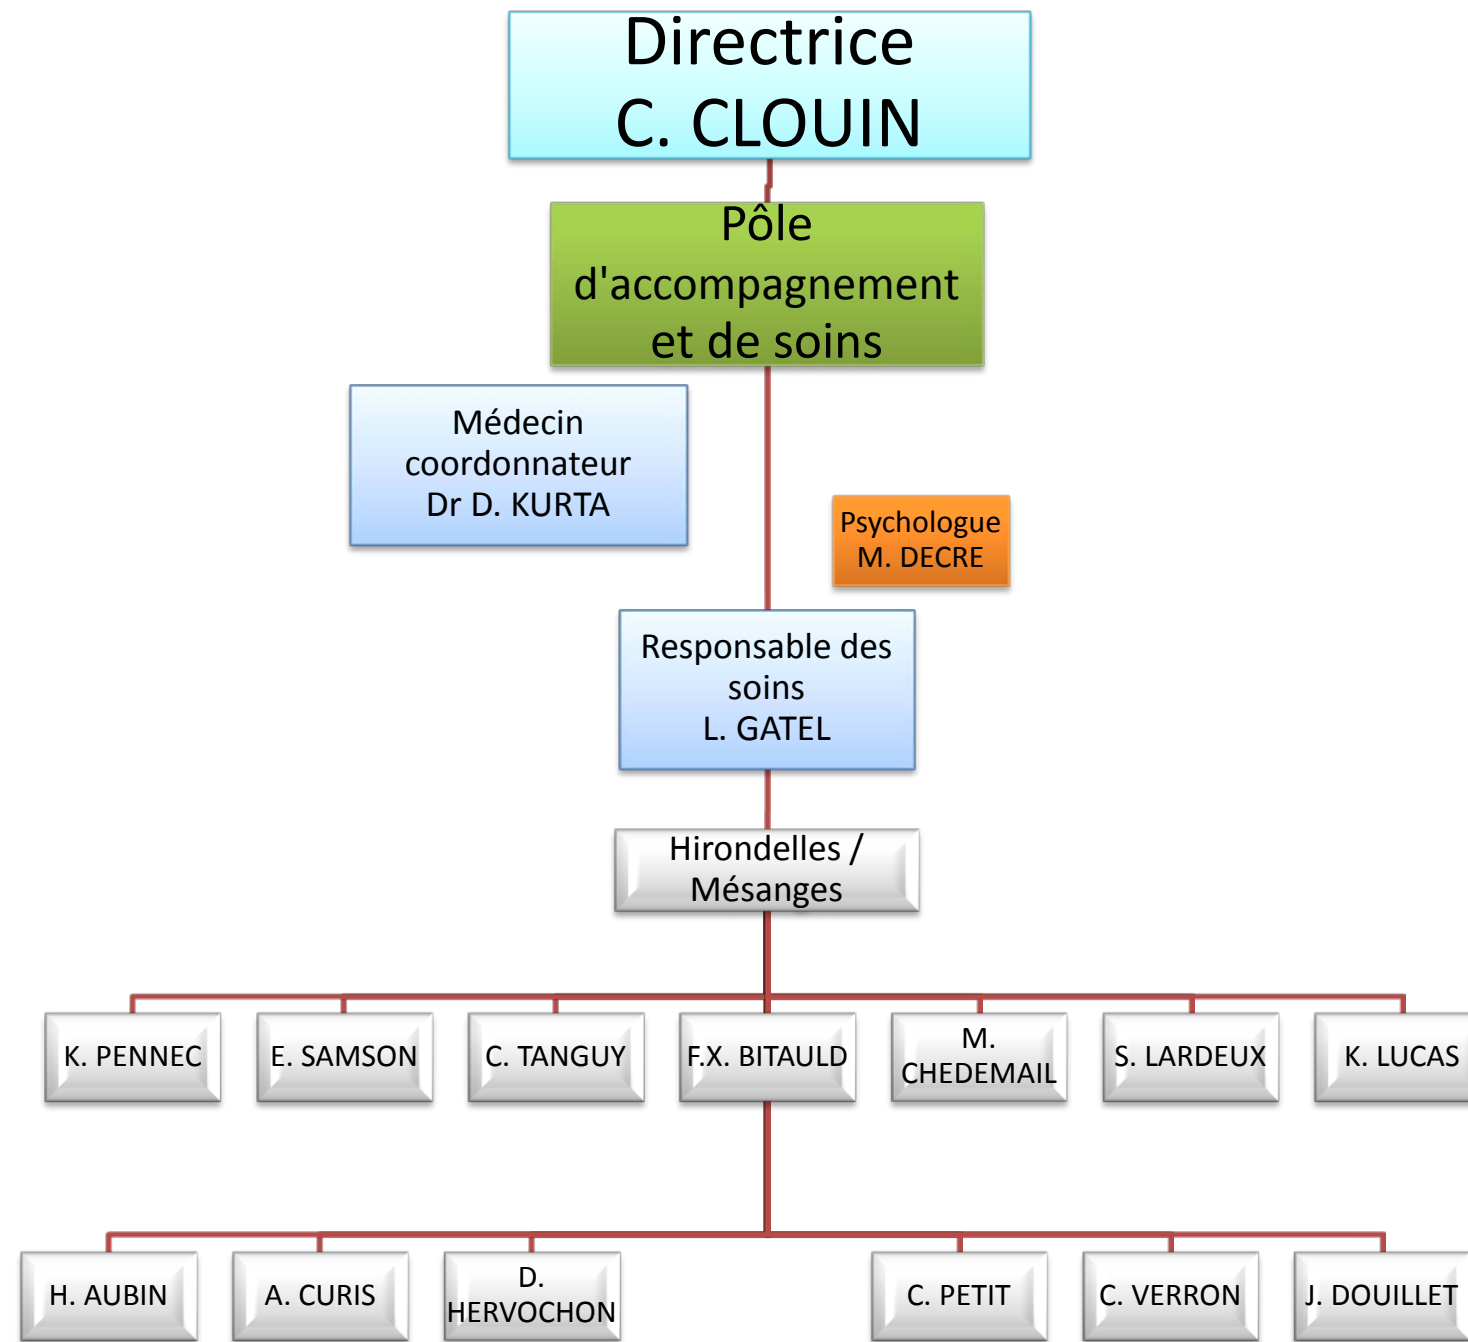 Directrice
C. CLOUIN
Pôle
d'accompagnement
et de soins
Médecin
coordonnateur
Dr D. KURTA
Psychologue
M. DECRE
Responsable des
soins
L. GATEL
Hirondelles /
Mésanges
K. PENNEC
E. SAMSON
C. TANGUY
F.X. BITAULD
M.
CHEDEMAIL
S. LARDEUX
K. LUCAS
H. AUBIN
A. CURIS
D.
HERVOCHON
C. PETIT
C. VERRON
J. DOUILLET